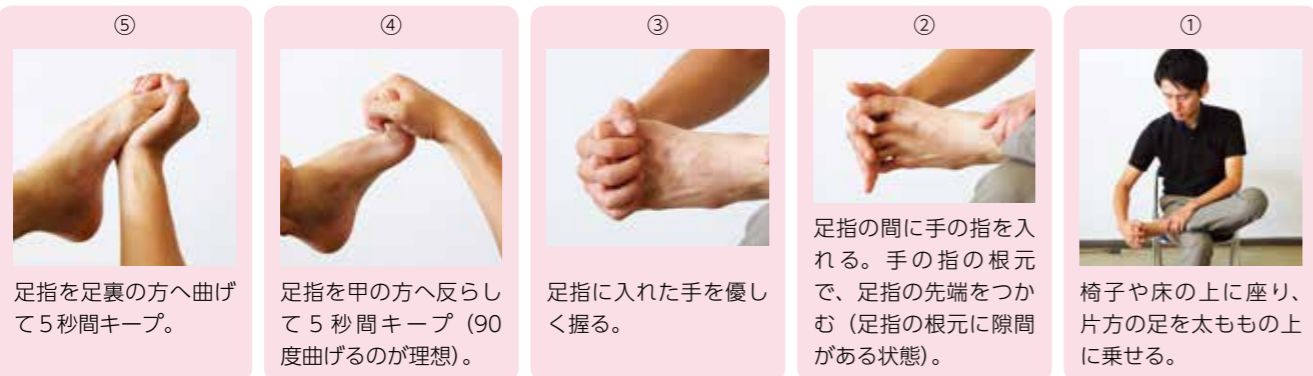 ①
椅子や床の上に座り、
片方の足を太ももの上
に乗せる。
②
足指の間に手の指を入
れる。手の指の根元
で、足指の先端をつか
む（足指の根元に隙間
がある状態）。
③
足指に入れた手を優し
く握る。
④
足指を甲の方へ反らし
て5秒間キープ（90
度曲げるのが理想）。
⑤
足指を足裏の方へ曲げ
て5秒間キープ。